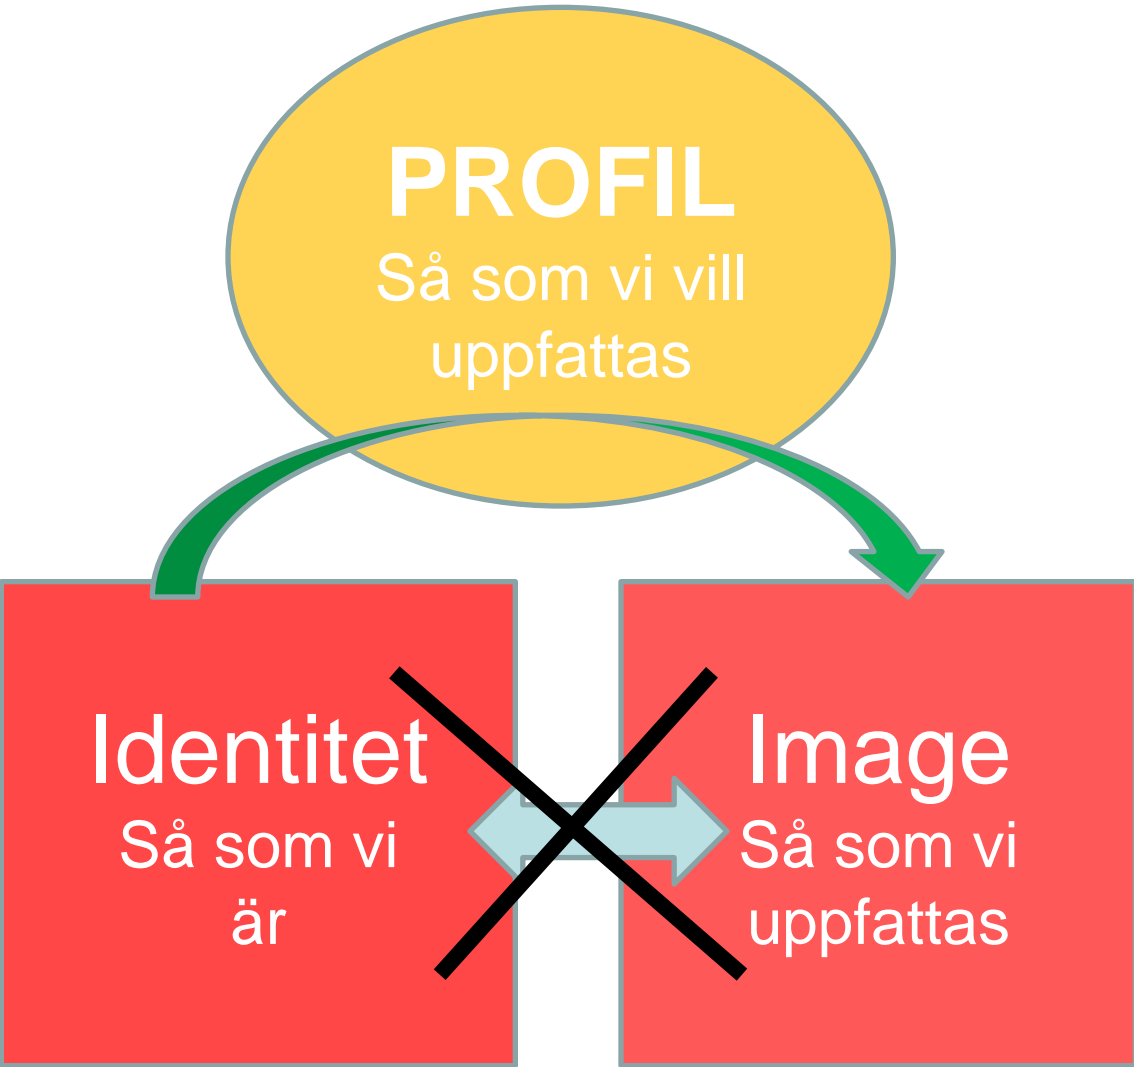 PROFIL
Så som vi vill
uppfattas
Identitet
Så som vi
är
Image
Så som vi
uppfattas